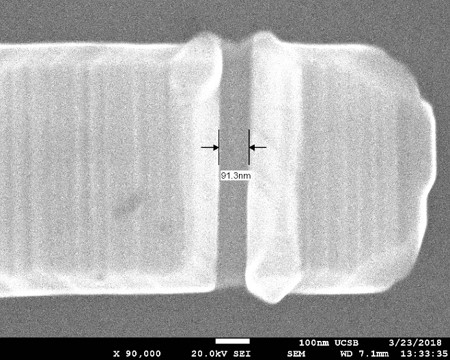 91.3nm
100nm UCSB 3/23/2018
X 90,000 20.0kV SEI SEM WD 7.1mm 13:33:35